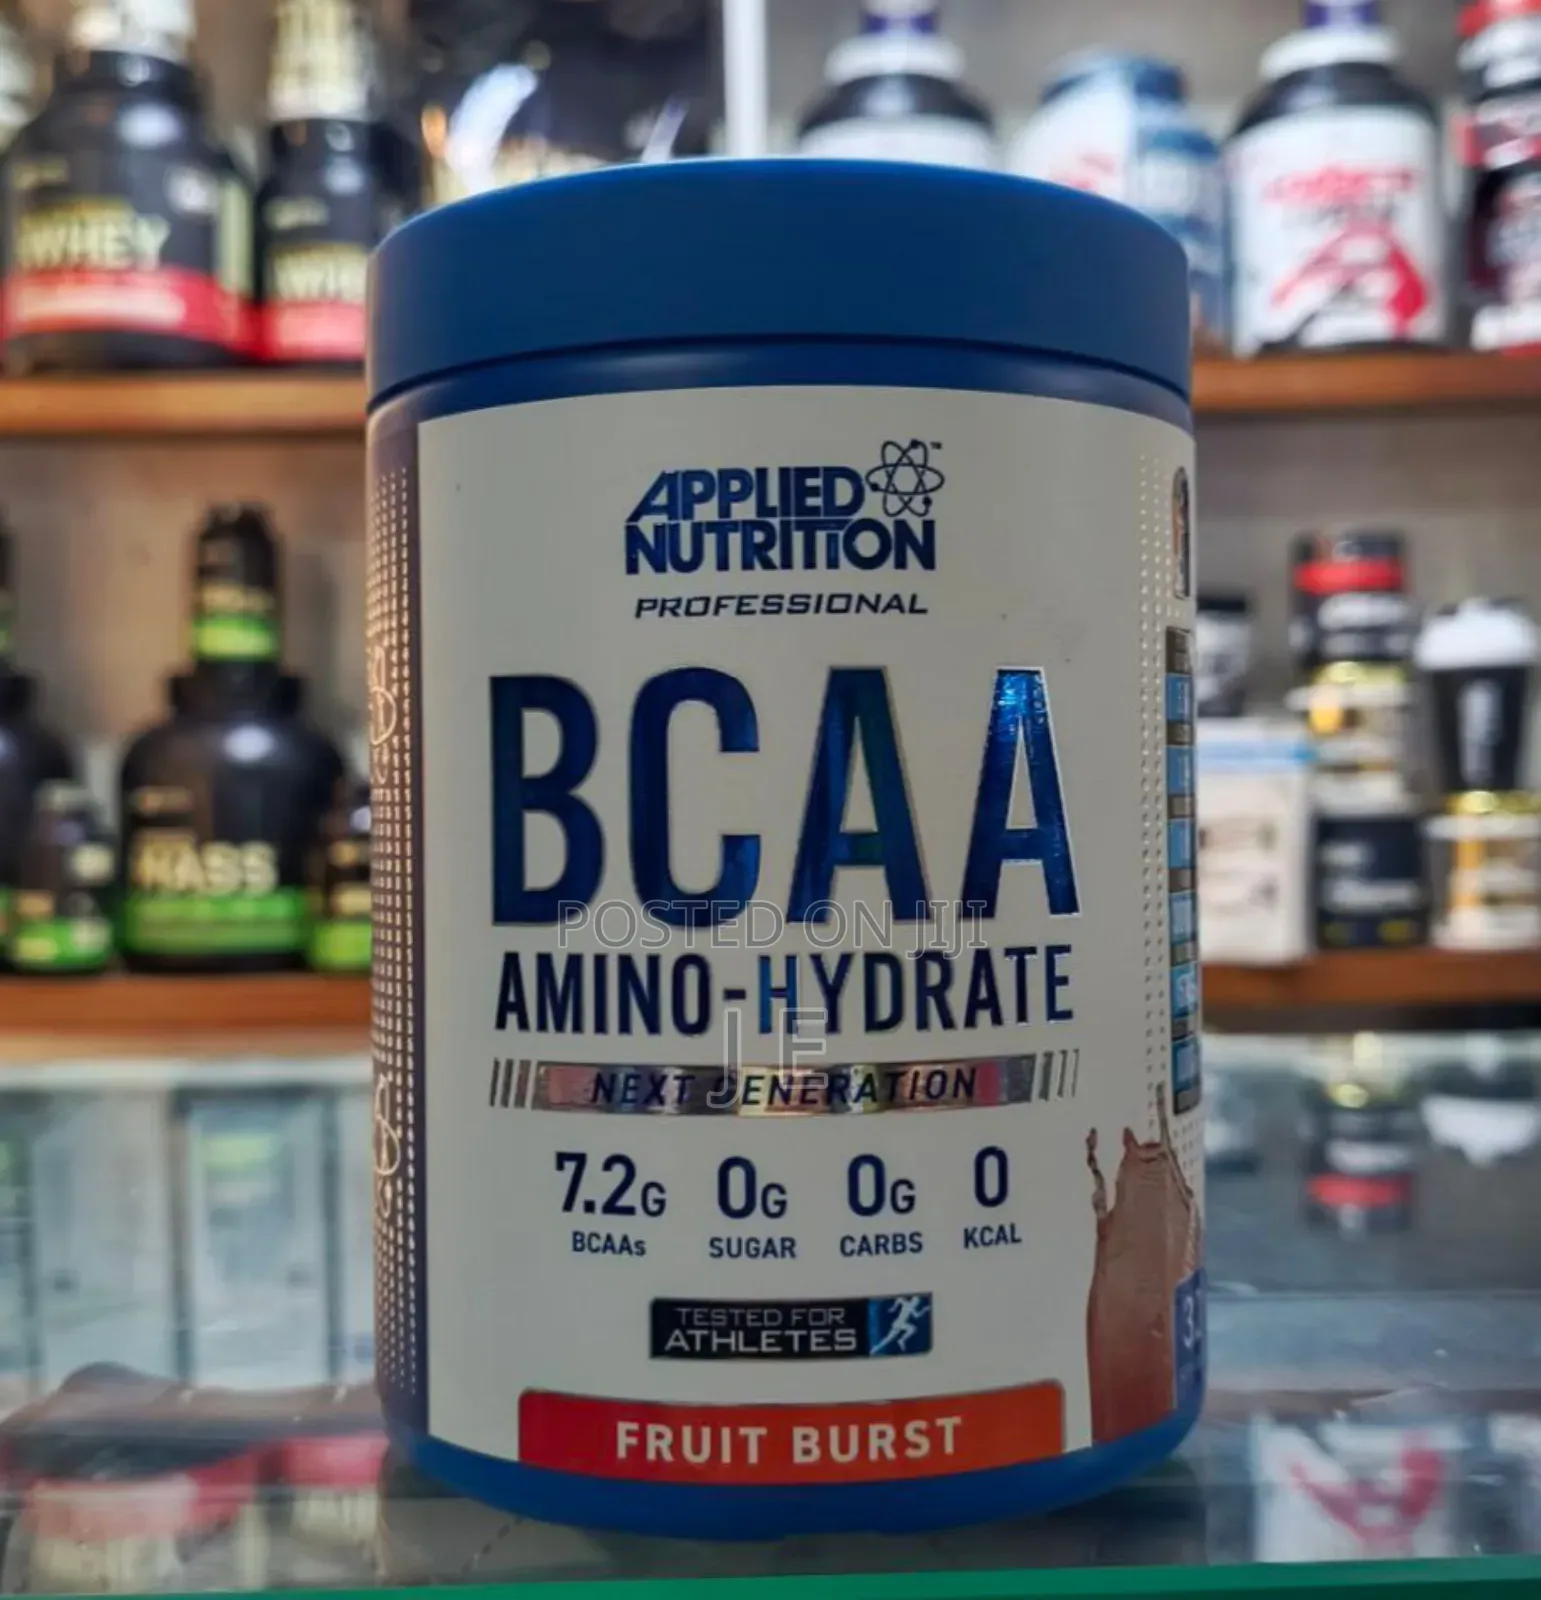 WHEY
APPLIED
NUTRITION
™
PROFESSIONAL
BCAA
POSTED ON JIJI
AMINO-HYDRATE
J E
NEXT GENERATION
7.2G 0G 0G 0
BCAAs SUGAR CARBS KCAL
TESTED FOR
ATHLETES
FRUIT BURST
MASS